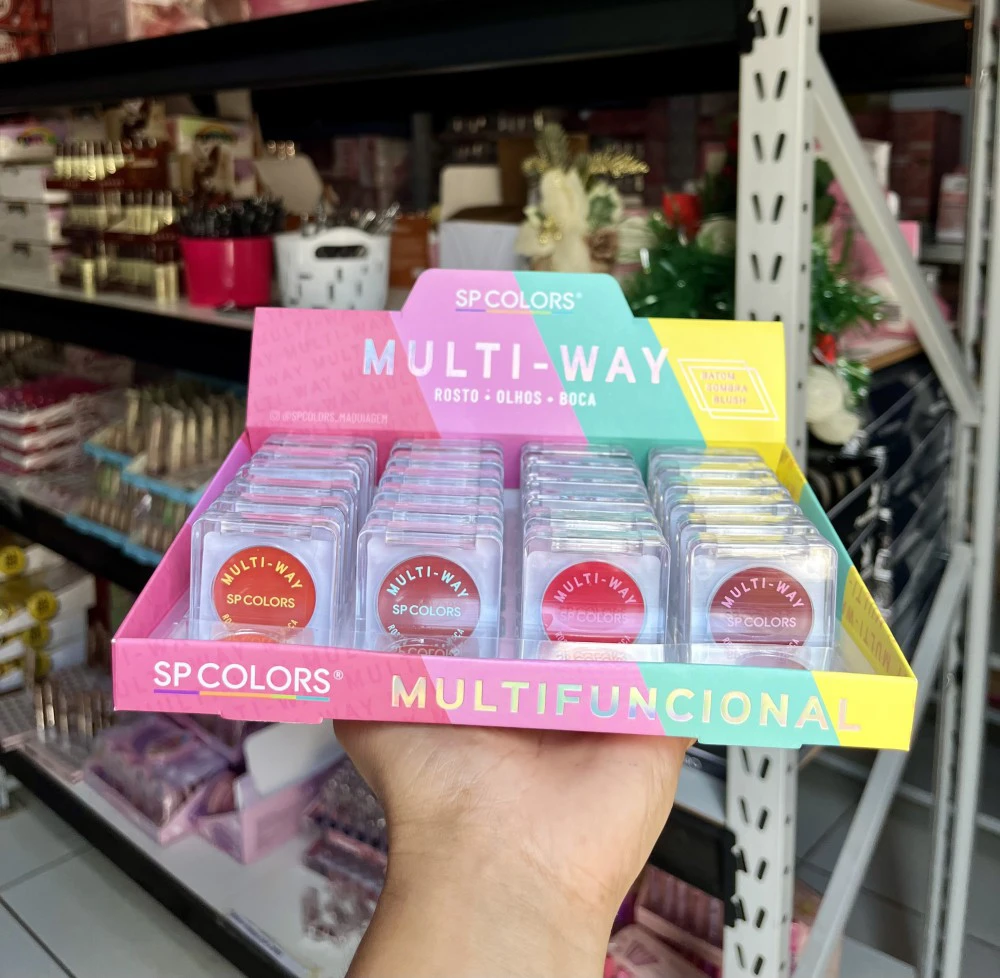 SP COLORS®
MULTI-WAY
ROSTO • OLHOS • BOCA
BATOM
SOMBRA
BLUSH
@SPCOLORS_MAQUIAGEM
MULTI-WAY
SP COLORS
MULTI-WAY
SP COLORS
MULTI-WAY
SP COLORS
MULTI-WAY
SP COLORS
SP COLORS®
MULTIFUNCIONAL